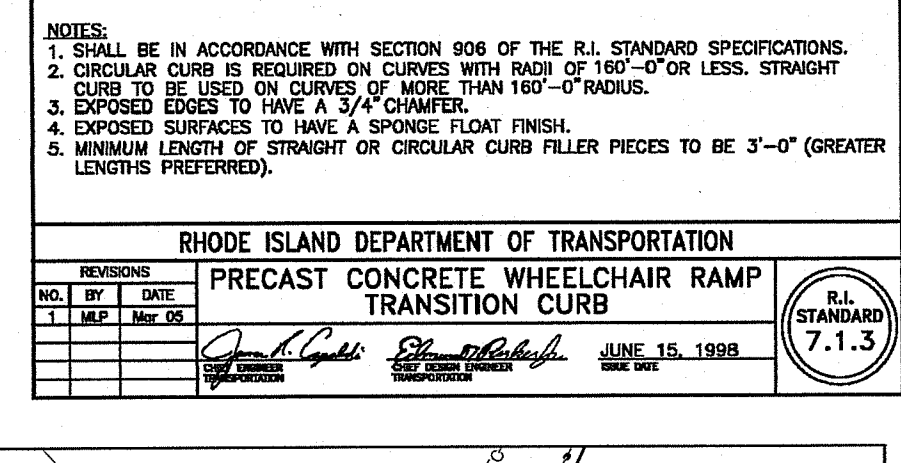 NOTES:
1. SHALL BE IN ACCORDANCE WITH SECTION 906 OF THE R.I. STANDARD SPECIFICATIONS.
2. CIRCULAR CURB IS REQUIRED ON CURVES WITH RADII OF 160'-0" OR LESS. STRAIGHT
CURB TO BE USED ON CURVES OF MORE THAN 160'-0" RADIUS.
3. EXPOSED EDGES TO HAVE A 3/4" CHAMFER.
4. EXPOSED SURFACES TO HAVE A SPONGE FLOAT FINISH.
5. MINIMUM LENGTH OF STRAIGHT OR CIRCULAR CURB FILLER PIECES TO BE 3'-0" (GREATER
LENGTHS PREFERRED).
RHODE ISLAND DEPARTMENT OF TRANSPORTATION
REVISIONS
NO. BY DATE
1 MLP Mar 05
PRECAST CONCRETE WHEELCHAIR RAMP
TRANSITION CURB
CHIEF ENGINEER
TRANSPORTATION
CHIEF DESIGN ENGINEER
TRANSPORTATION
JUNE 15, 1998
ISSUE DATE
R.I.
STANDARD
7.1.3